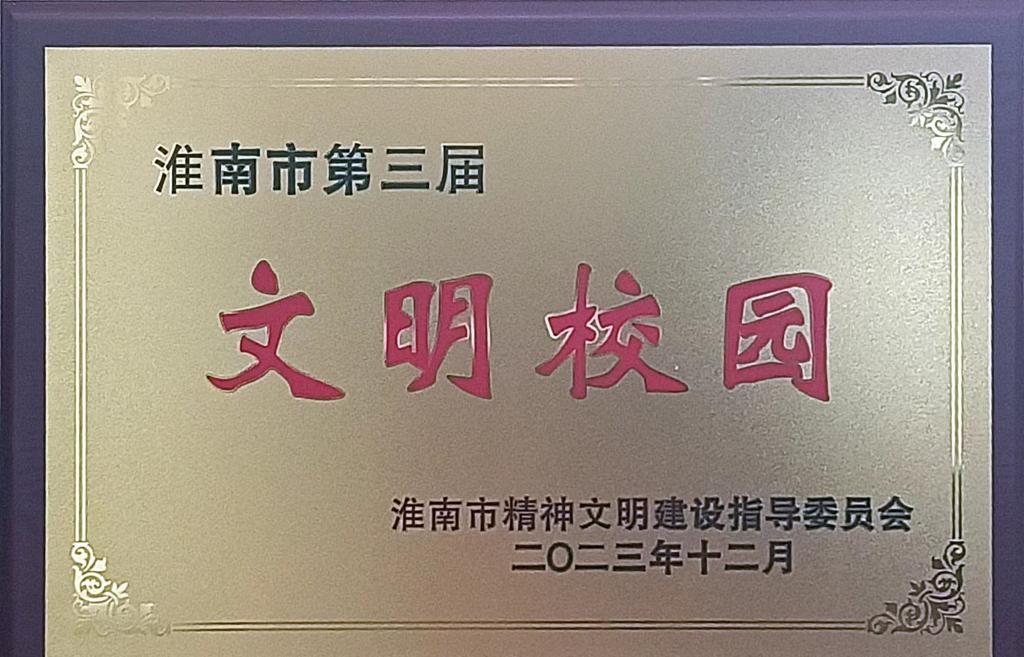 淮南市第三届
文明校园
淮南市精神文明建设指导委员会
二〇二三年十二月